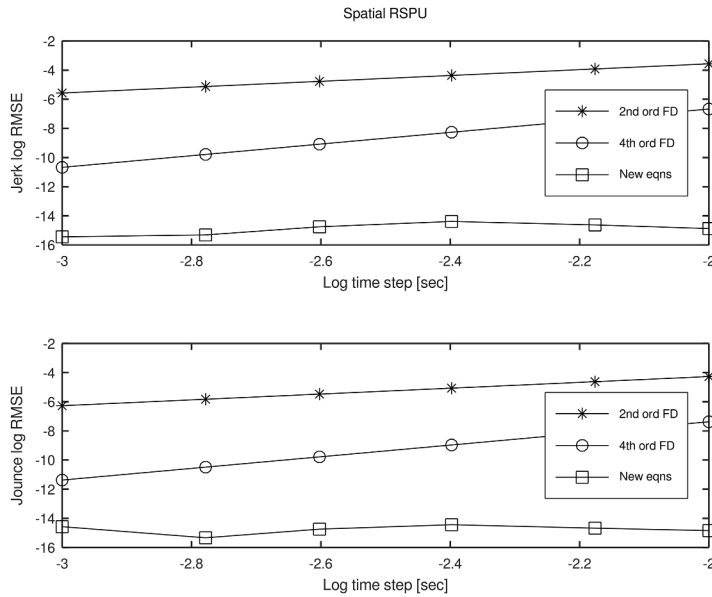 Spatial RSPU
-2
-4
-6
-8
-10
-12
-14
-16
Jerk log RMSE
2nd ord FD
4th ord FD
New eqns
-3
-2.8
-2.6
-2.4
-2.2
-2
Log time step [sec]
-2
-4
-6
-8
-10
-12
-14
-16
Jounce log RMSE
2nd ord FD
4th ord FD
New eqns
-3
-2.8
-2.6
-2.4
-2.2
-2
Log time step [sec]